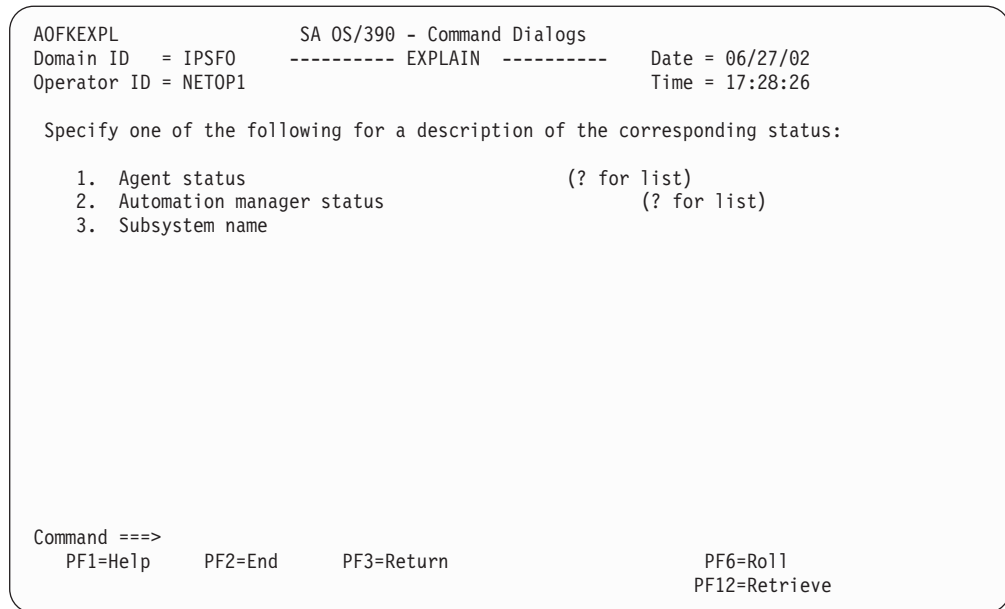 AOFKEXPL SA OS/390 - Command Dialogs
Domain ID = IPSFO ---------- EXPLAIN ---------- Date = 06/27/02
Operator ID = NETOP1 Time = 17:28:26
Specify one of the following for a description of the corresponding status:
1. Agent status (? for list)
2. Automation manager status (? for list)
3. Subsystem name
Command ===>
PF1=Help PF2=End PF3=Return PF6=Roll
PF12=Retrieve